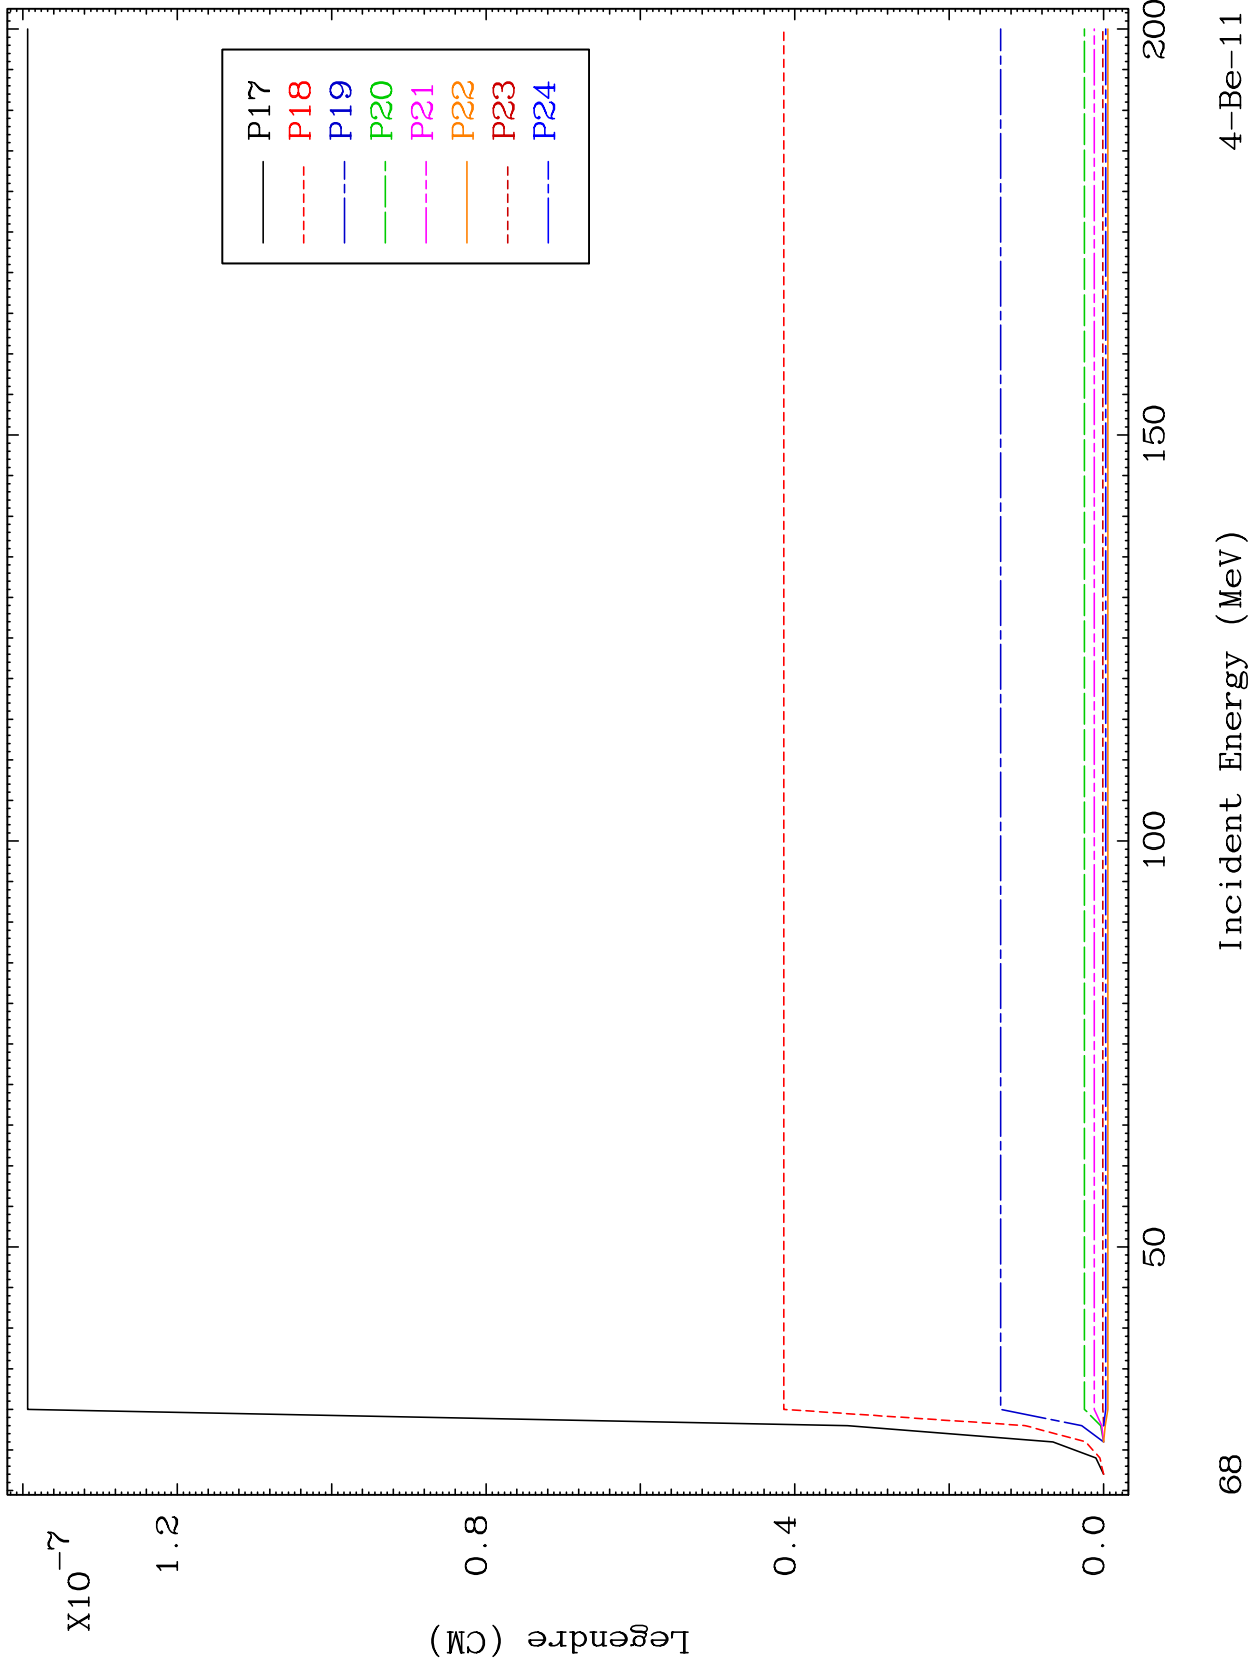 X10-7
1.2
0.8
0.4
0.0
Legendre (CM)
P17
P18
P19
P20
P21
P22
P23
P24
50
100
150
200
Incident Energy (MeV)
68
4-Be-11